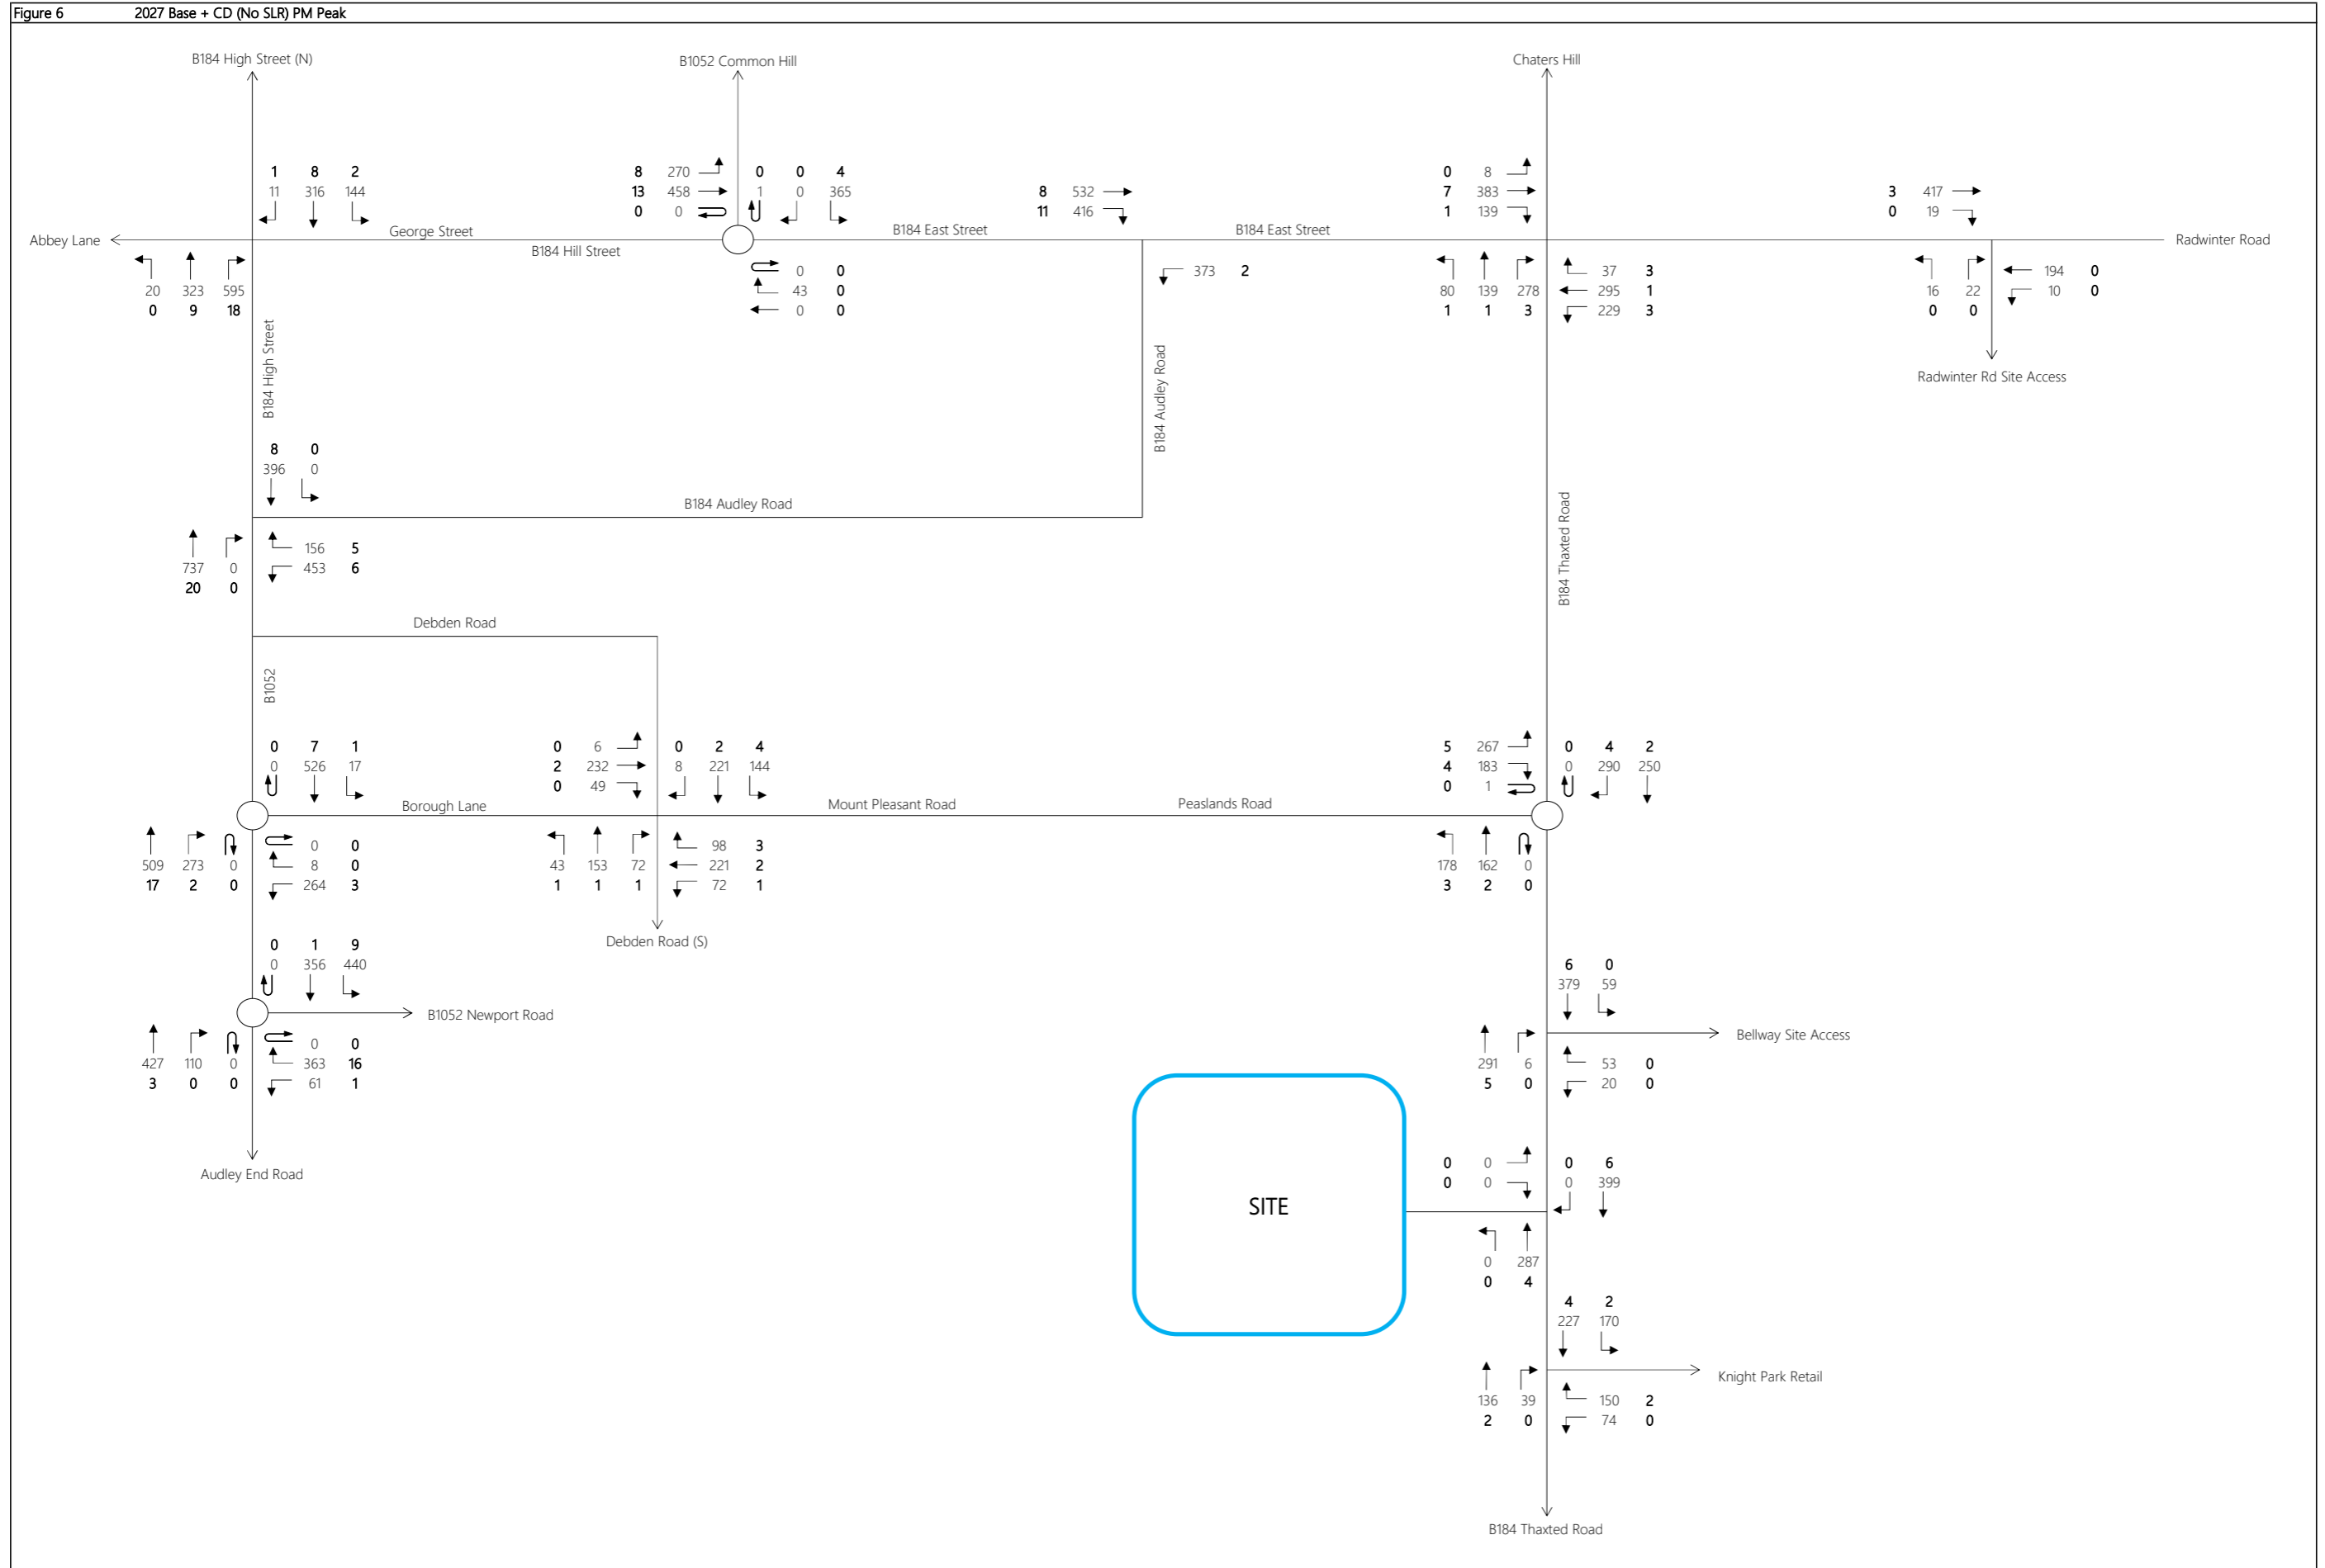 Figure 6 2027 Base + CD (No SLR) PM Peak
B184 High Street (N) B1052 Common Hill Chaters Hill
1 8 2 8 270 0 0 4 0 8
11 316 144 13 458 1 0 365 8 532 7 383 3 417
0 0 11 416 1 139 0 19
Abbey Lane George Street B184 East Street B184 East Street Radwinter Road
B184 Hill Street
0 0 373 2 37 3 194 0
20 323 595 43 0 80 139 278 295 1 16 22 10 0
0 9 18 0 0 1 1 3 229 3 0 0
B184 High Street
B184 Audley Road
Radwinter Rd Site Access
8 0
396 0
B184 Audley Road
B184 Thaxted Road
156 5
737 0 453 6
20 0
Debden Road
B1052
0 7 1 0 6 0 2 4 5 267 0 4 2
0 526 17 2 232 8 221 144 4 183 0 290 250
0 49 0 1
Borough Lane Mount Pleasant Road Peaslands Road
0 0 98 3
509 273 0 8 0 43 153 72 221 2 178 162 0
17 2 0 264 3 1 1 1 72 1 3 2 0
Debden Road (S)
0 1 9
0 356 440
6 0
379 59
B1052 Newport Road
Bellway Site Access
0 0
427 110 0 363 16
3 0 0 61 1
291 6 53 0
5 0 20 0
Audley End Road
0 0 0 6
0 0 0 399
SITE
0 287
0 4
4 2
227 170
Knight Park Retail
136 39 150 2
2 0 74 0
B184 Thaxted Road